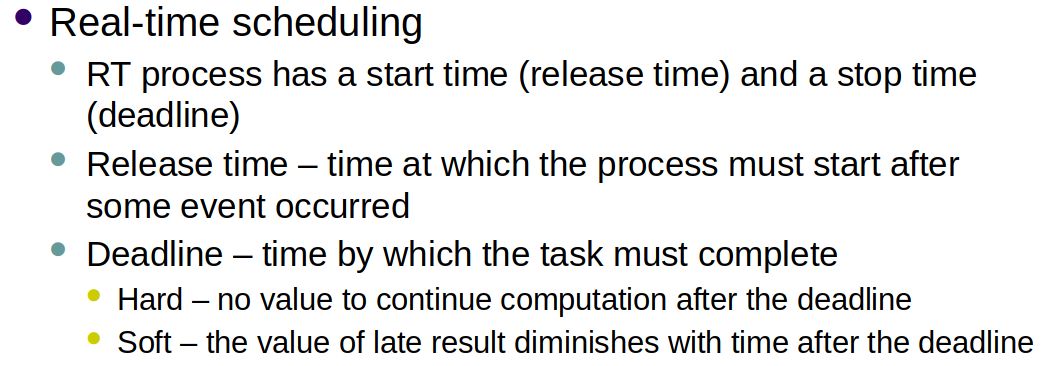 Real-time scheduling
RT process has a start time (release time) and a stop time
(deadline)
Release time – time at which the process must start after
some event occurred
Deadline – time by which the task must complete
Hard – no value to continue computation after the deadline
Soft – the value of late result diminishes with time after the deadline